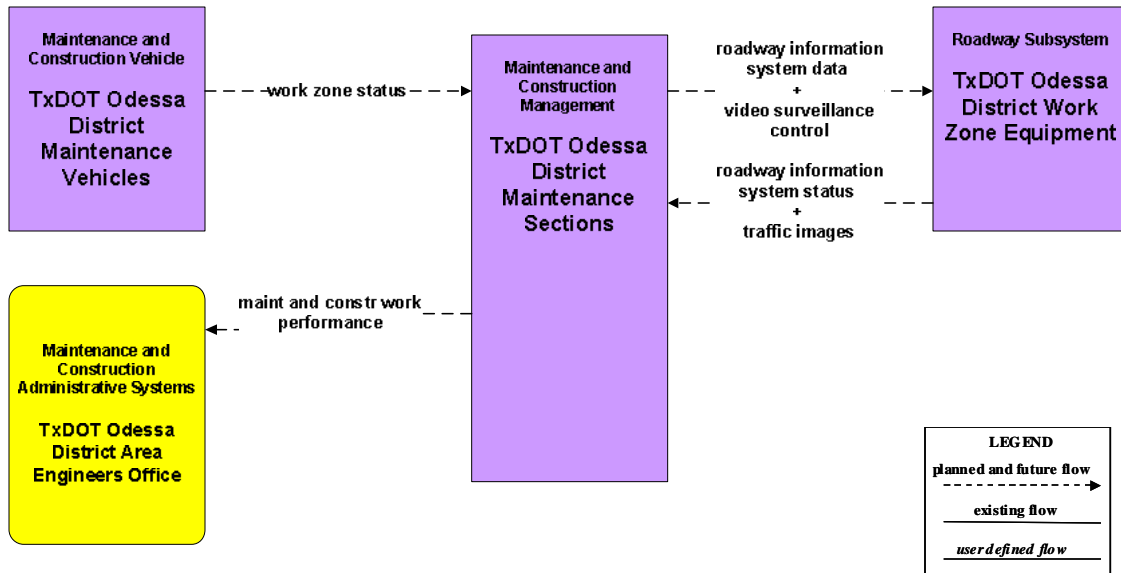 Maintenance and
Construction Vehicle
TxDOT Odessa
District
Maintenance
Vehicles
work zone status
Maintenance and
Construction
Management
TxDOT Odessa
District
Maintenance
Sections
roadway information
system data
+
video surveillance
control
roadway information
system status
+
traffic images
Roadway Subsystem
TxDOT Odessa
District Work
Zone Equipment
maint and constr work
performance
Maintenance and
Construction
Administrative Systems
TxDOT Odessa
District Area
Engineers Office
LEGEND
planned and future flow
existing flow
user defined flow